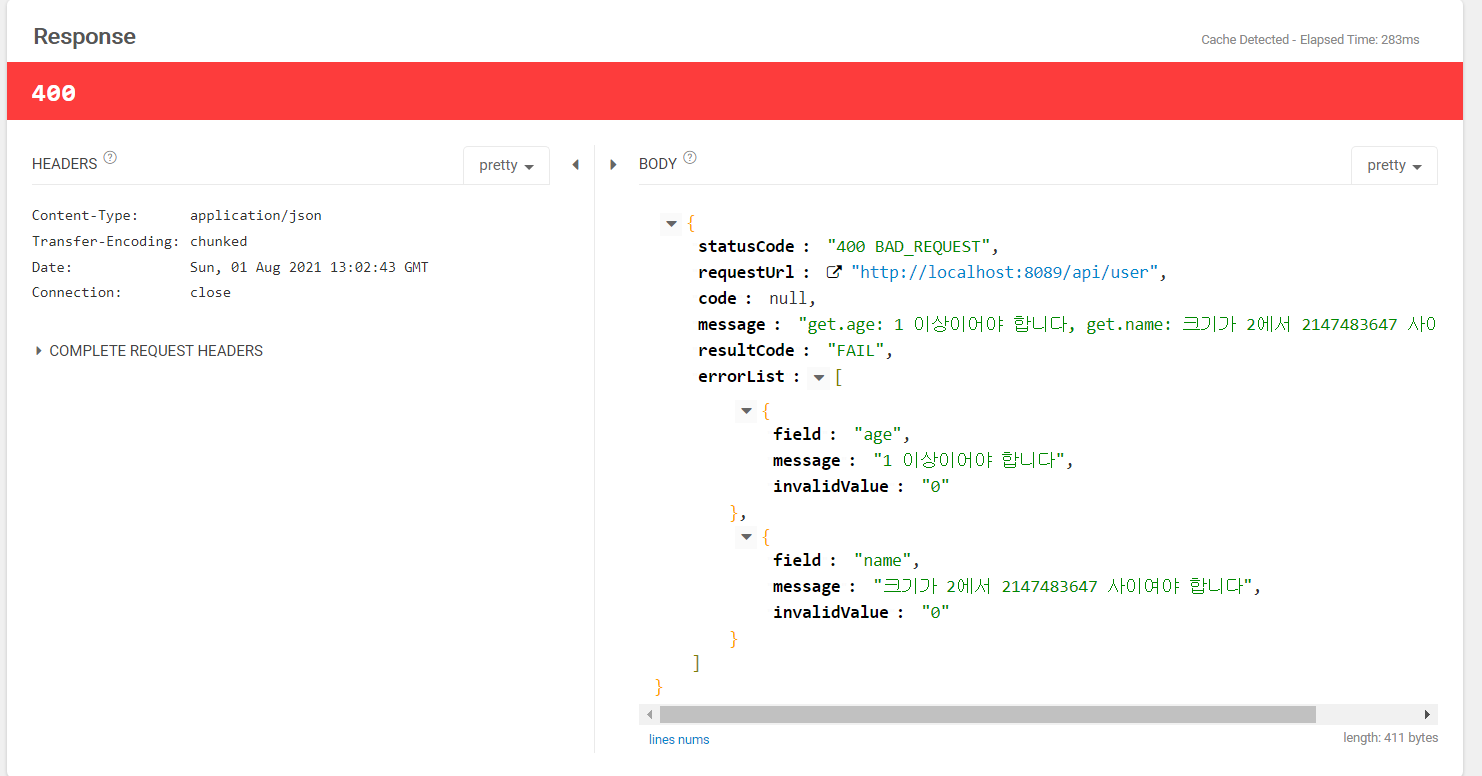 Response
Cache Detected - Elapsed Time: 283ms
400
HEADERS ?
pretty
BODY ?
pretty
Content-Type: application/json
Transfer-Encoding: chunked
Date: Sun, 01 Aug 2021 13:02:43 GMT
Connection: close
COMPLETE REQUEST HEADERS
{
statusCode : "400 BAD_REQUEST",
requestUrl : "http://localhost:8089/api/user",
code : null,
message : "get.age: 1 이상이어야 합니다, get.name: 크기가 2에서 2147483647 사이
resultCode : "FAIL",
errorList : [
{
field : "age",
message : "1 이상이어야 합니다",
invalidValue : "0"
},
{
field : "name",
message : "크기가 2에서 2147483647 사이여야 합니다",
invalidValue : "0"
}
]
}
lines nums
length: 411 bytes